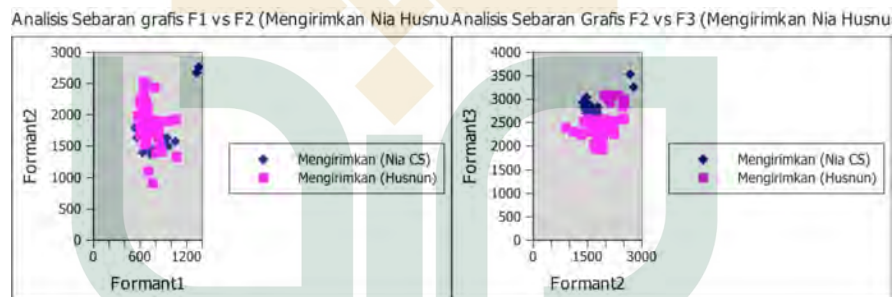 Analisis Sebaran grafis F1 vs F2 (Mengirimkan Nia Husnu
3000
2500
2000
1500
1000
500
0
Formant2
0 600 1200
Formant1
Mengirimkan (Nia CS)
Mengirimkan (Husnun)
Analisis Sebaran Grafis F2 vs F3 (Mengirimkan Nia Husnu
4000
3500
3000
2500
2000
1500
1000
500
0
Formant3
0 1500 3000
Formant2
Mengirimkan (Nia CS)
Mengirimkan (Husnun)